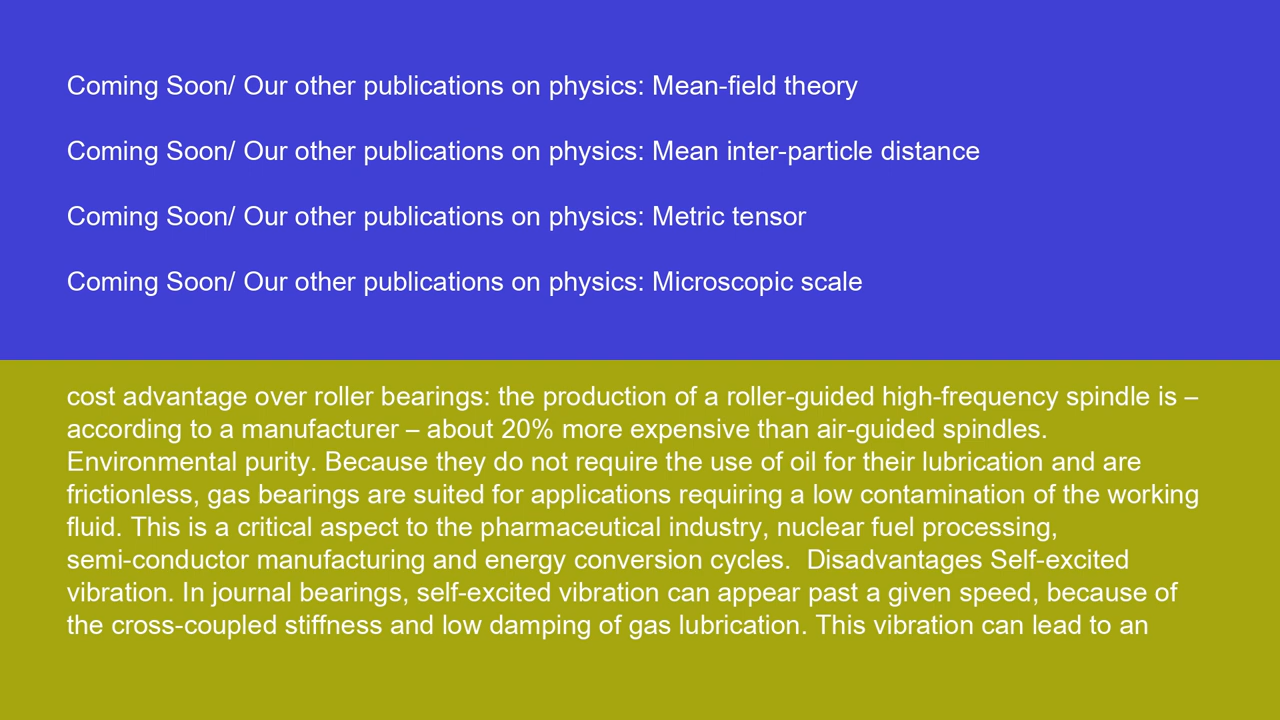 Coming Soon/ Our other publications on physics: Mean-field theory
Coming Soon/ Our other publications on physics: Mean inter-particle distance
Coming Soon/ Our other publications on physics: Metric tensor
Coming Soon/ Our other publications on physics: Microscopic scale
cost advantage over roller bearings: the production of a roller-guided high-frequency spindle is –
according to a manufacturer – about 20% more expensive than air-guided spindles.
Environmental purity. Because they do not require the use of oil for their lubrication and are
frictionless, gas bearings are suited for applications requiring a low contamination of the working
fluid. This is a critical aspect to the pharmaceutical industry, nuclear fuel processing,
semi-conductor manufacturing and energy conversion cycles.  Disadvantages Self-excited
vibration. In journal bearings, self-excited vibration can appear past a given speed, because of
the cross-coupled stiffness and low damping of gas lubrication. This vibration can lead to an